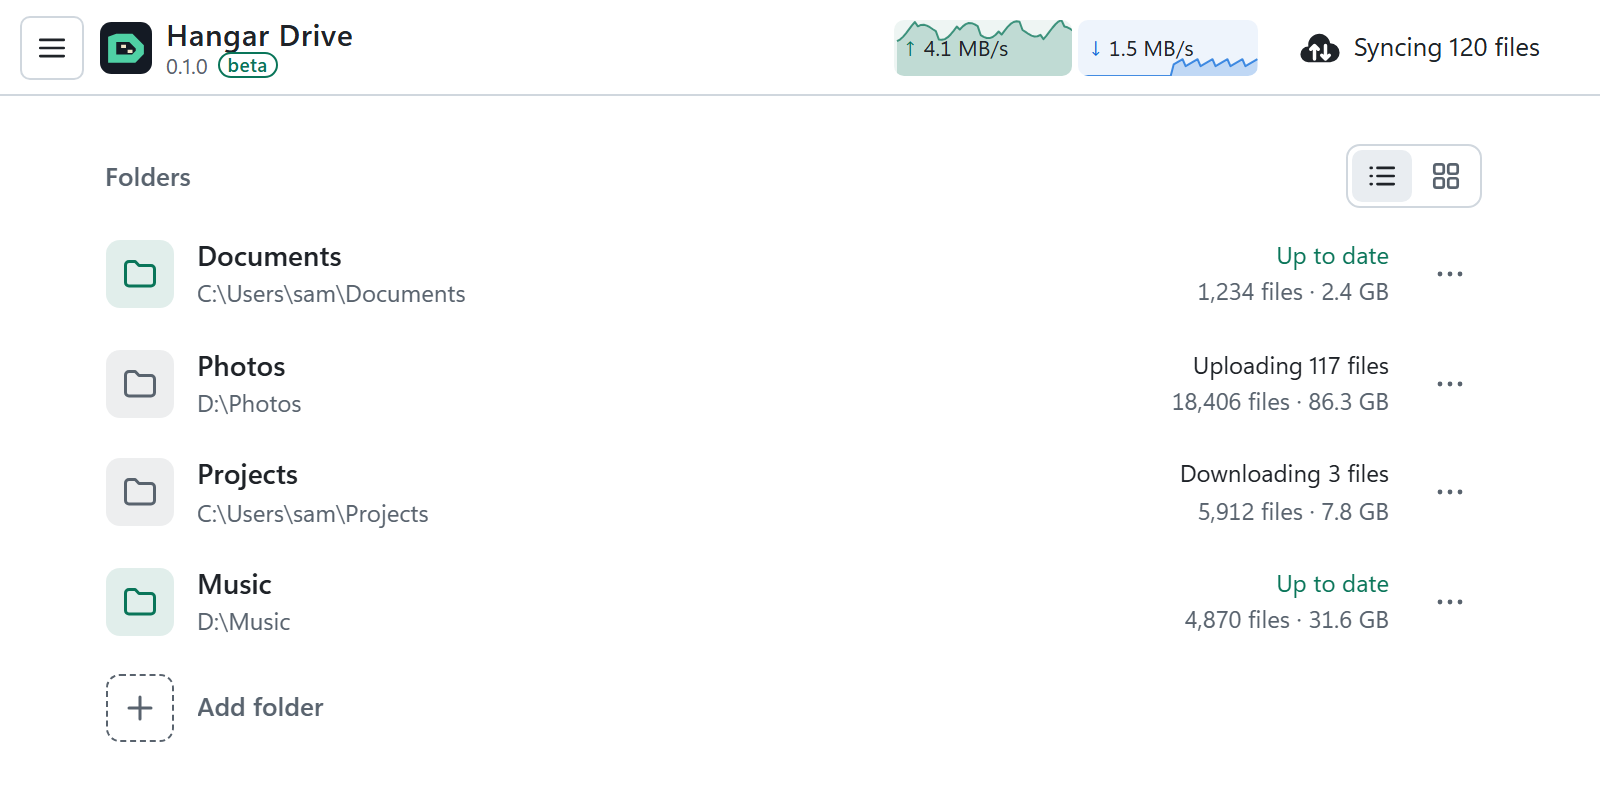 Hangar Drive
0.1.0 beta
↑ 4.1 MB/s
↓ 1.5 MB/s
Syncing 120 files
Folders
Documents
C:\Users\sam\Documents
Up to date
1,234 files · 2.4 GB
Photos
D:\Photos
Uploading 117 files
18,406 files · 86.3 GB
Projects
C:\Users\sam\Projects
Downloading 3 files
5,912 files · 7.8 GB
Music
D:\Music
Up to date
4,870 files · 31.6 GB
Add folder